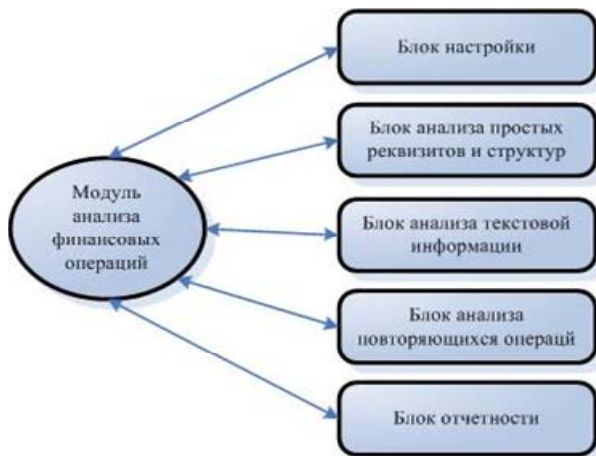 Блок настройки
Блок анализа простых
реквизитов и структур
Модуль
анализа
финансовых
операций
Блок анализа текстовой
информации
Блок анализа
повторяющихся операцй
Блок отчетности